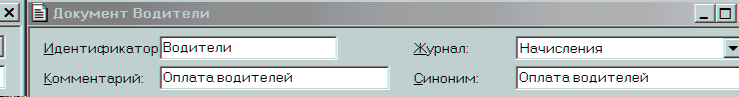 Документ Водители
Идентификатор Водители Журнал: Начисления
Комментарий: Оплата водителей Синоним: Оплата водителей